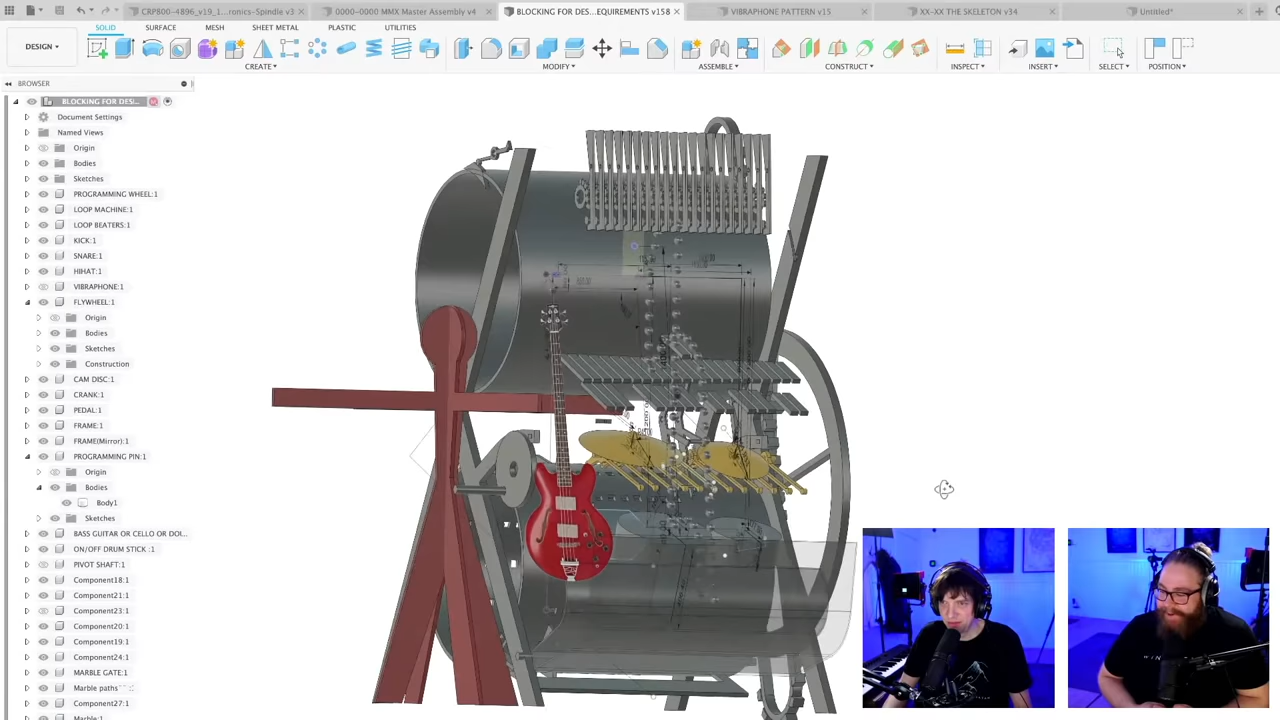 CRP800-4896_v19_1...ronics-Spindle v3
0000-0000 MMX Master Assembly v4
BLOCKING FOR DES...EQUIREMENTS v158
VIBRAPHONE PATTERN v15
XX-XX THE SKELETON v34
Untitled*
SOLID
SURFACE
MESH
SHEET METAL
PLASTIC
UTILITIES
DESIGN
CREATE
MODIFY
ASSEMBLE
CONSTRUCT
INSPECT
INSERT
SELECT
POSITION
BROWSER
BLOCKING FOR DES...
Document Settings
Named Views
Origin
Bodies
Sketches
PROGRAMMING WHEEL:1
LOOP MACHINE:1
LOOP BEATERS:1
KICK:1
SNARE:1
HIHAT:1
VIBRAPHONE:1
FLYWHEEL:1
Origin
Bodies
Sketches
Construction
CAM DISC:1
CRANK:1
PEDAL:1
FRAME:1
FRAME(Mirror):1
PROGRAMMING PIN:1
Origin
Bodies
Body1
Sketches
BASS GUITAR OR CELLO OR DOU...
ON/OFF DRUM STICK :1
PIVOT SHAFT:1
Component18:1
Component21:1
Component23:1
Component20:1
Component19:1
Component24:1
MARBLE GATE:1
Marble paths
Component27:1
Marble:1